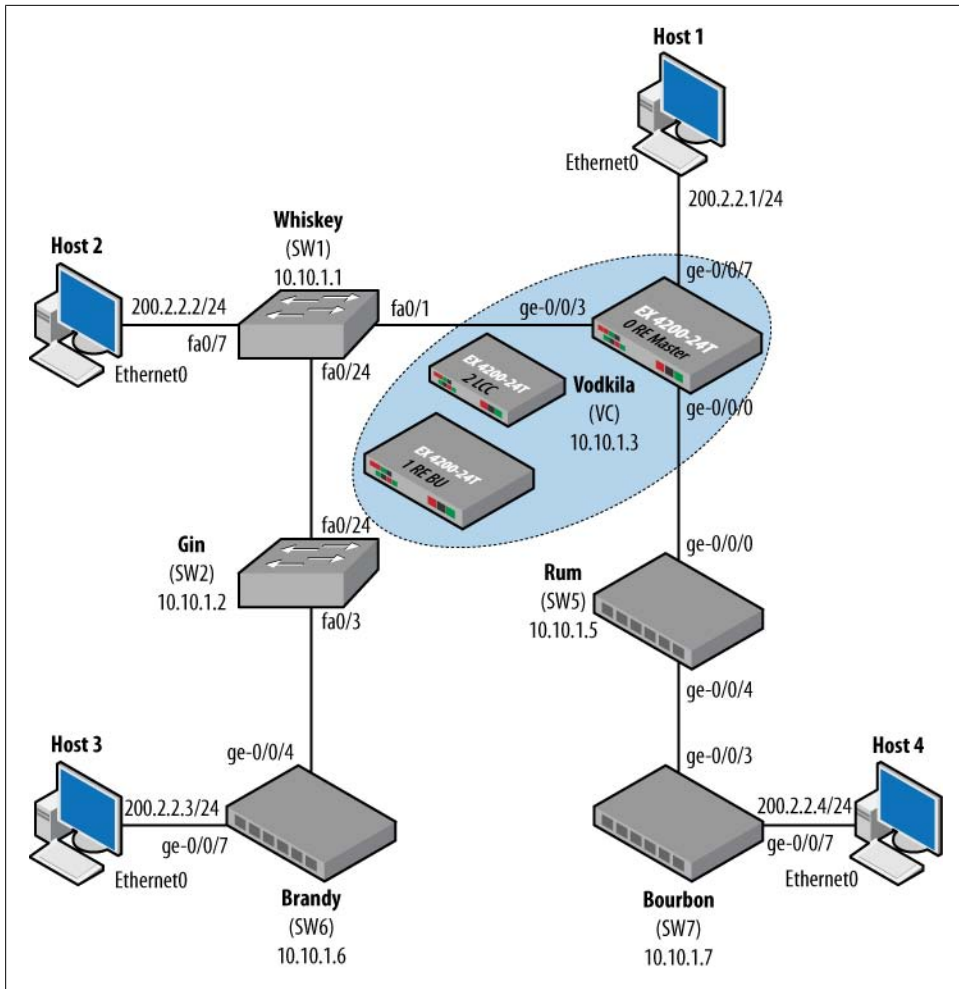 Host 1
Ethernet0
200.2.2.1/24
Whiskey
(SW1)
10.10.1.1
Host 2
200.2.2.2/24
fa0/7
Ethernet0
fa0/1
fa0/24
ge-0/0/3
ge-0/0/7
EX 4200-24T
0 RE Master
EX 4200-24T
2 LCC
Vodkila
(VC)
10.10.1.3
ge-0/0/0
EX 4200-24T
1 RE BU
fa0/24
Gin
(SW2)
10.10.1.2
fa0/3
ge-0/0/0
Rum
(SW5)
10.10.1.5
ge-0/0/4
Host 3
200.2.2.3/24
ge-0/0/7
Ethernet0
ge-0/0/4
Brandy
(SW6)
10.10.1.6
ge-0/0/3
Host 4
200.2.2.4/24
ge-0/0/7
Ethernet0
Bourbon
(SW7)
10.10.1.7